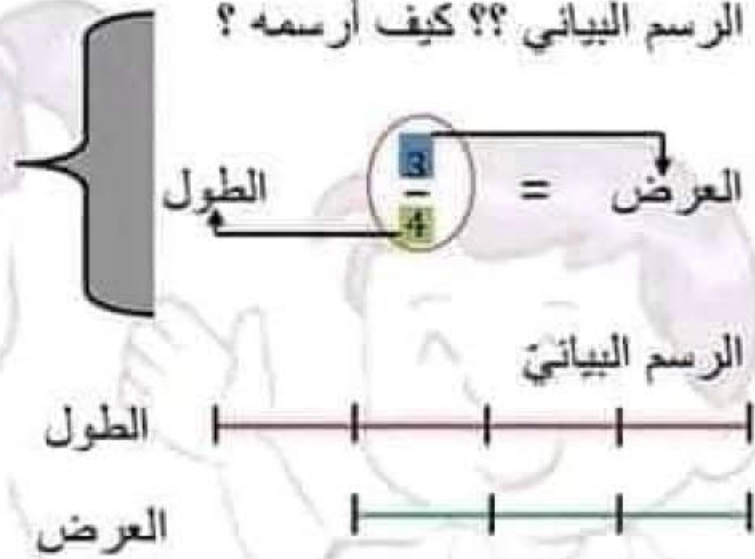 الرسم البياني ؟؟ كيف أرسمه ؟
العرض = 3/4 الطول
الرسم البيانيّ
الطول
العرض